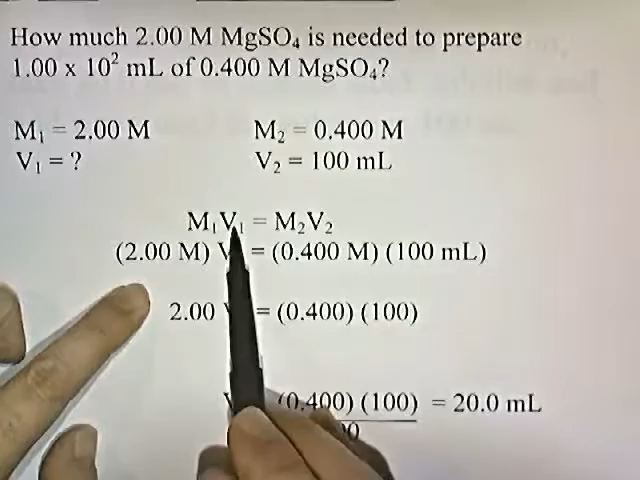 How much 2.00 M MgSO₄ is needed to prepare
1.00 x 10² mL of 0.400 M MgSO₄?
M₁ = 2.00 M M₂ = 0.400 M
V₁ = ? V₂ = 100 mL
M₁V₁ = M₂V₂
(2.00 M) V = (0.400 M) (100 mL)
2.00 = (0.400) (100)
(0.400) (100) = 20.0 mL